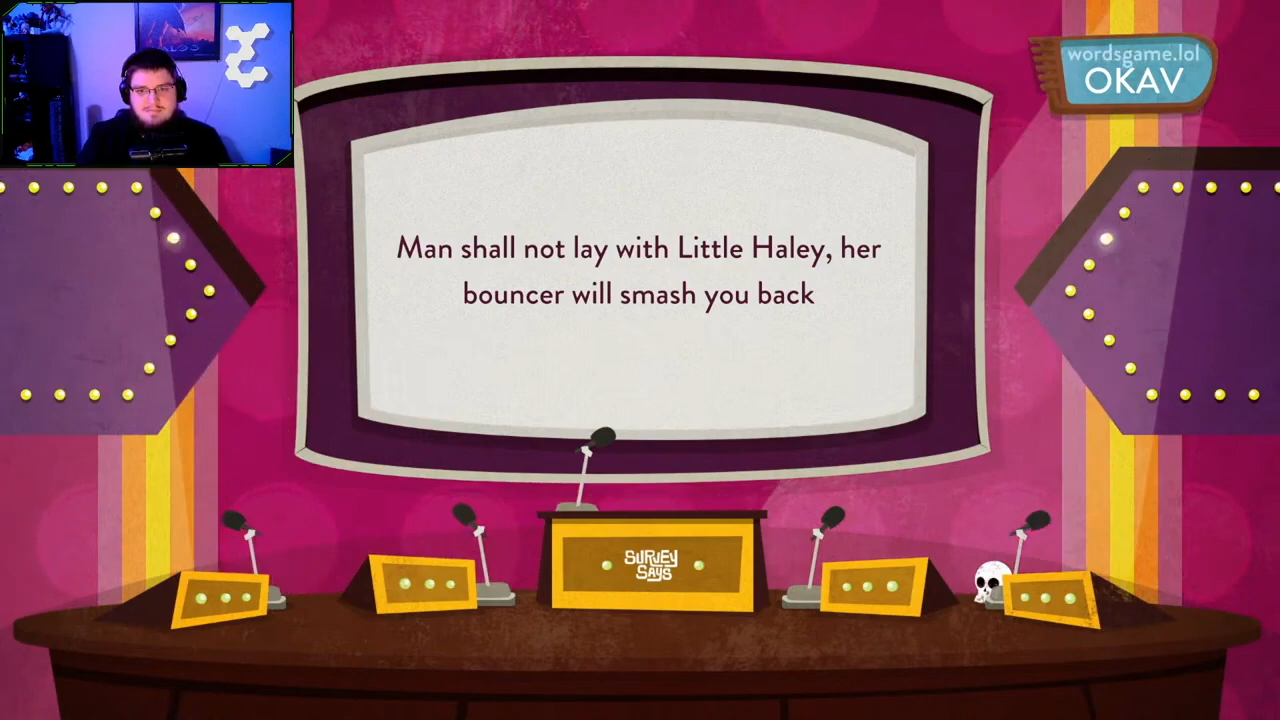 wordsgame.lol
OKAV
Man shall not lay with Little Haley, her
bouncer will smash you back
SURVEY
SAYS